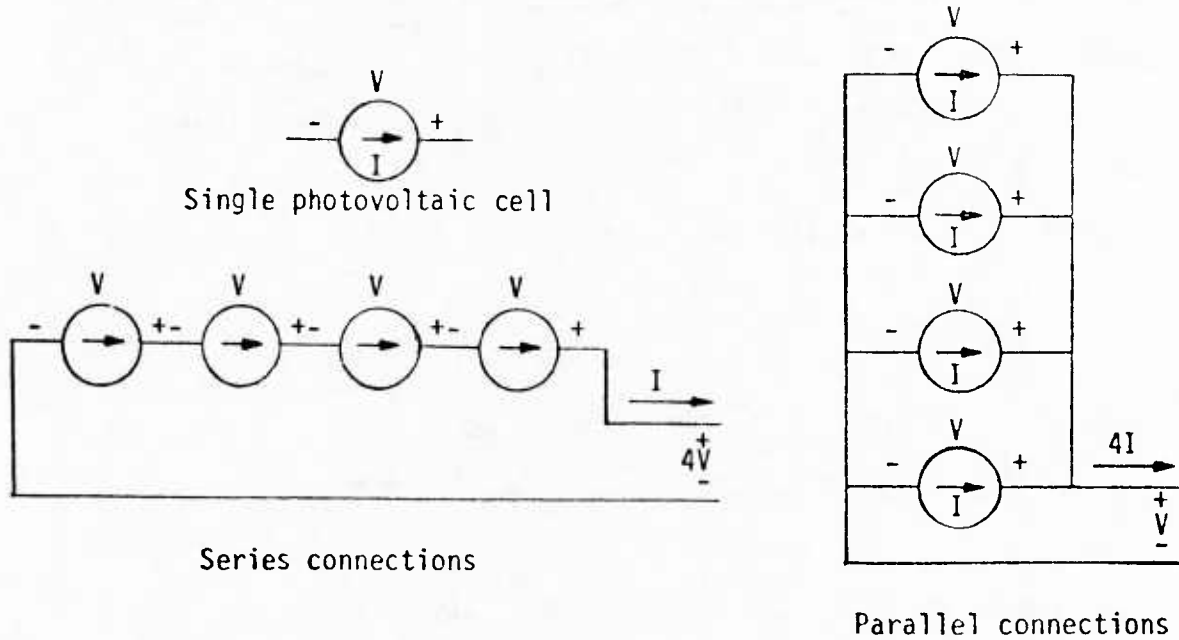 V
- +
I
Single photovoltaic cell
V V V V
- +- +- +- +
I
+
4V
-
Series connections
V
- +
I
V
- +
I
V
- +
I
V
- +
I
4I
+
V
-
Parallel connections